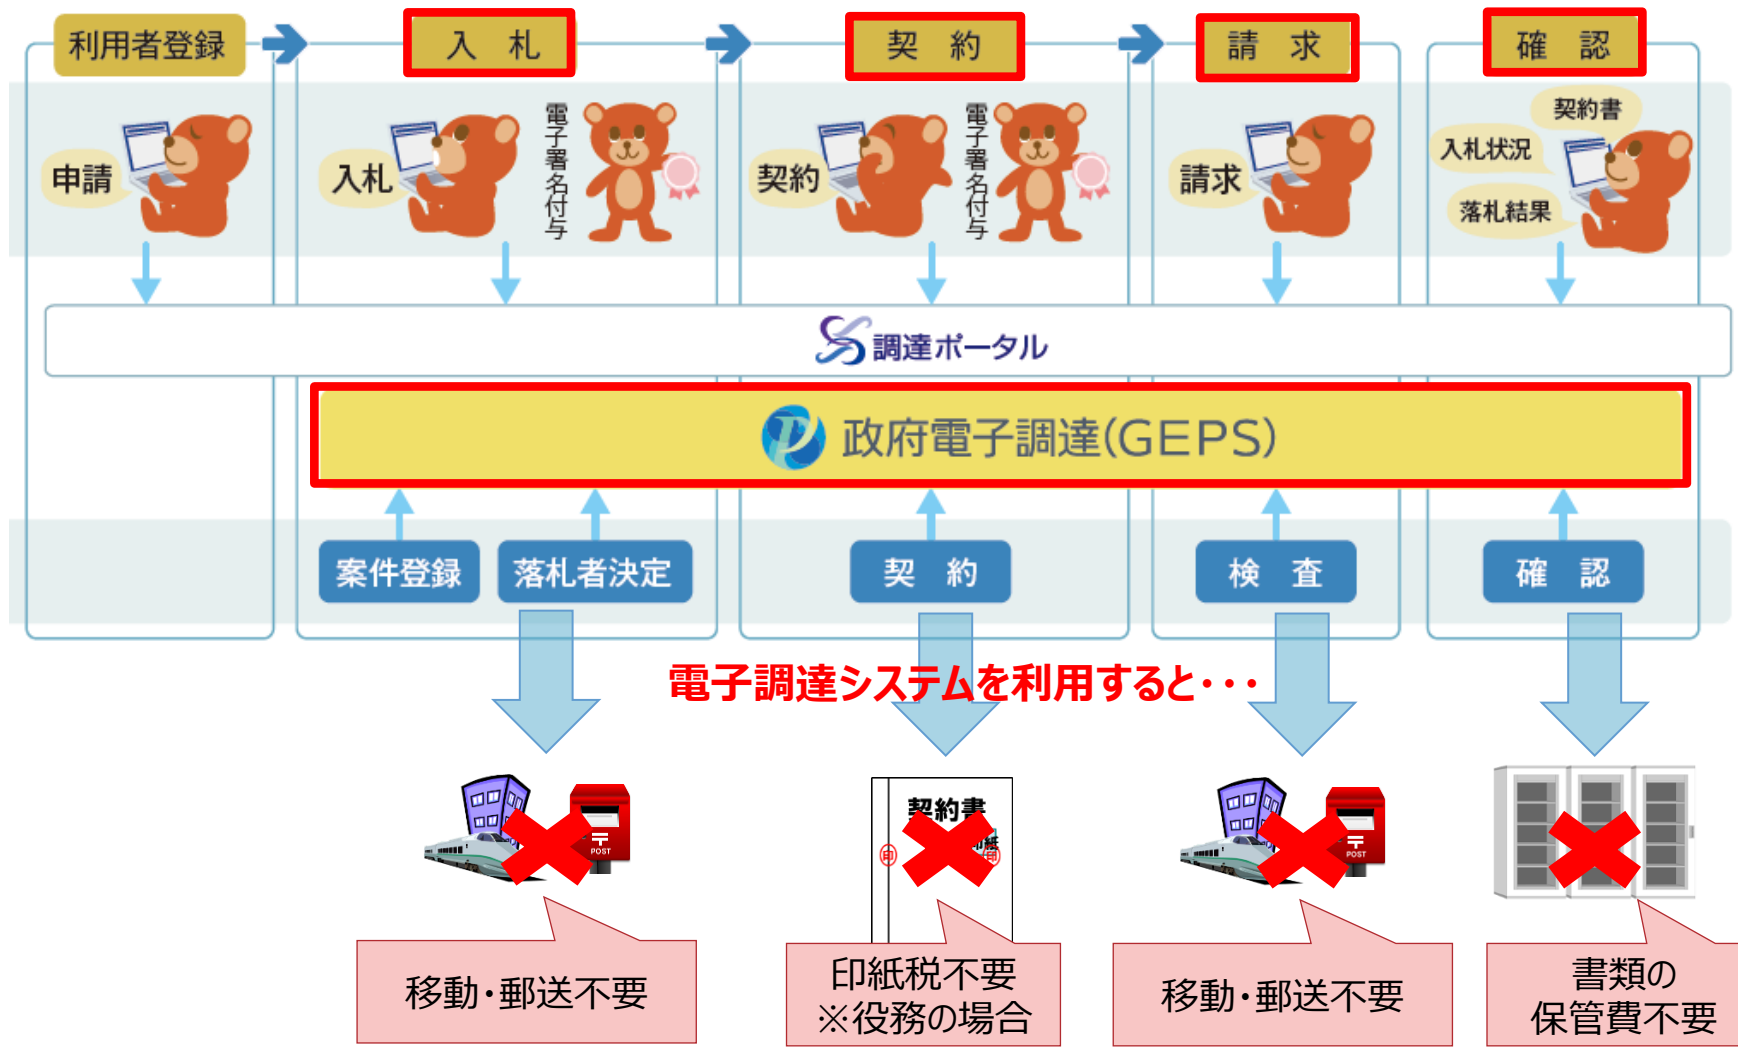 利用者登録
入 札
契 約
請 求
確 認
申請
入札
電子署名付与
契約
電子署名付与
請求
契約書
入札状況
落札結果
調達ポータル
政府電子調達(GEPS)
案件登録
落札者決定
契 約
検 査
確 認
電子調達システムを利用すると・・・
〒
POST
契約書
印
紙
印
〒
POST
移動・郵送不要
印紙税不要
※役務の場合
移動・郵送不要
書類の
保管費不要